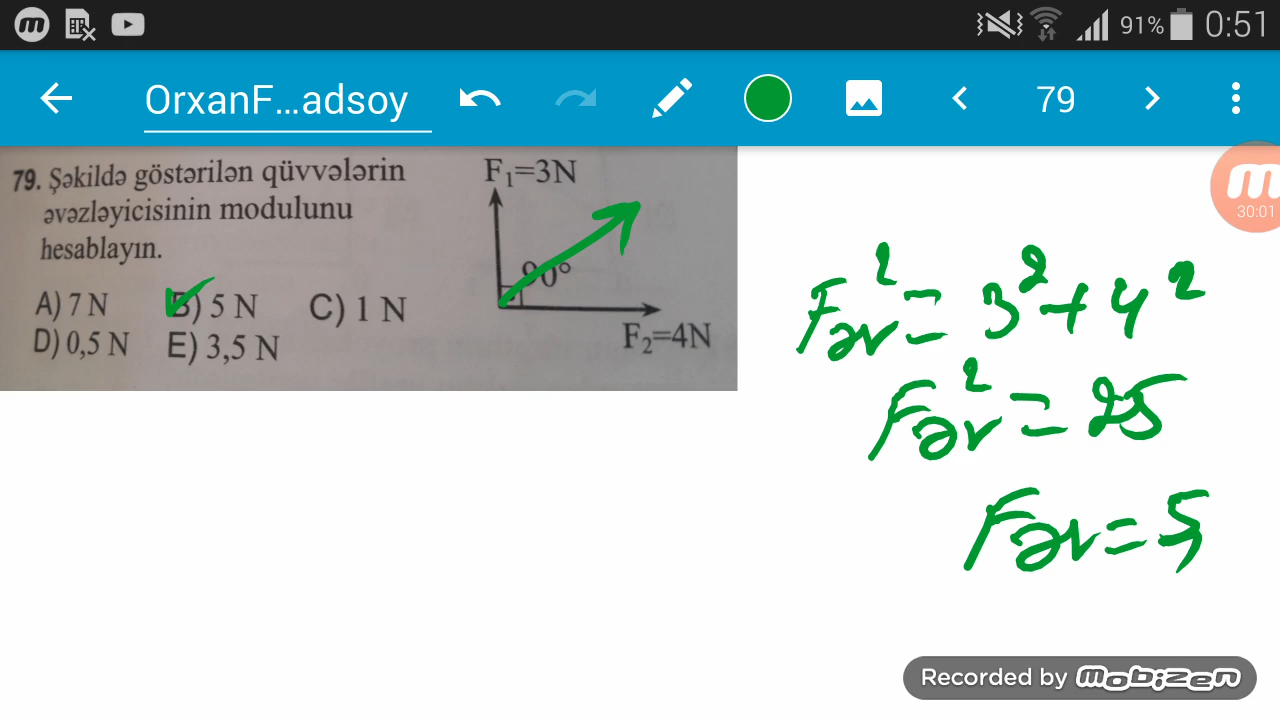 91% 0:51
OrxanF...adsoy 79
30:01
79. Şəkildə göstərilən qüvvələrin
əvəzləyicisinin modulunu
hesablayın.
A) 7 N B) 5 N C) 1 N
D) 0,5 N E) 3,5 N
F₁=3N
90°
F₂=4N
Fəv² = 3² + 4²
Fəv² = 25
Fəv = 5
Recorded by Mobizen